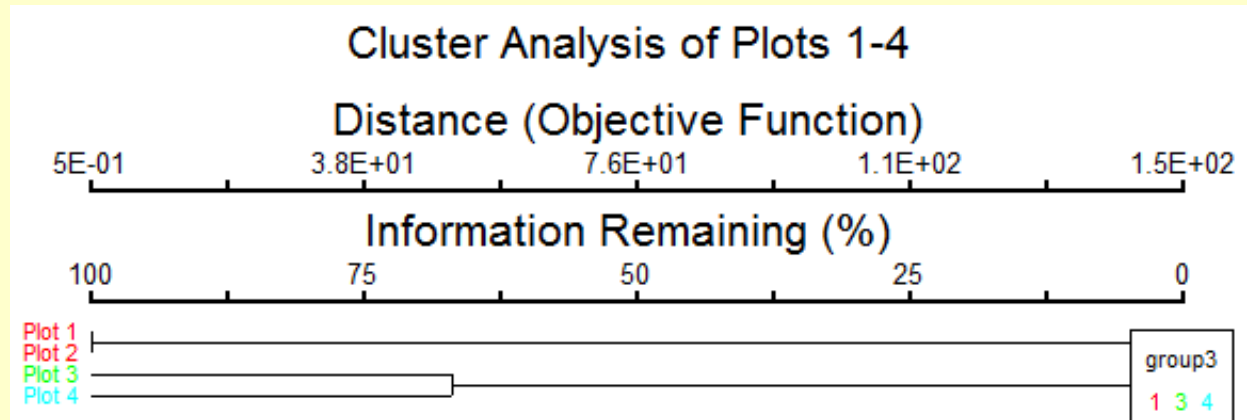 Cluster Analysis of Plots 1-4
Distance (Objective Function)
5E-01 3.8E+01 7.6E+01 1.1E+02 1.5E+02
Information Remaining (%)
100 75 50 25 0
Plot 1
Plot 2
Plot 3
Plot 4
group3
1 3 4